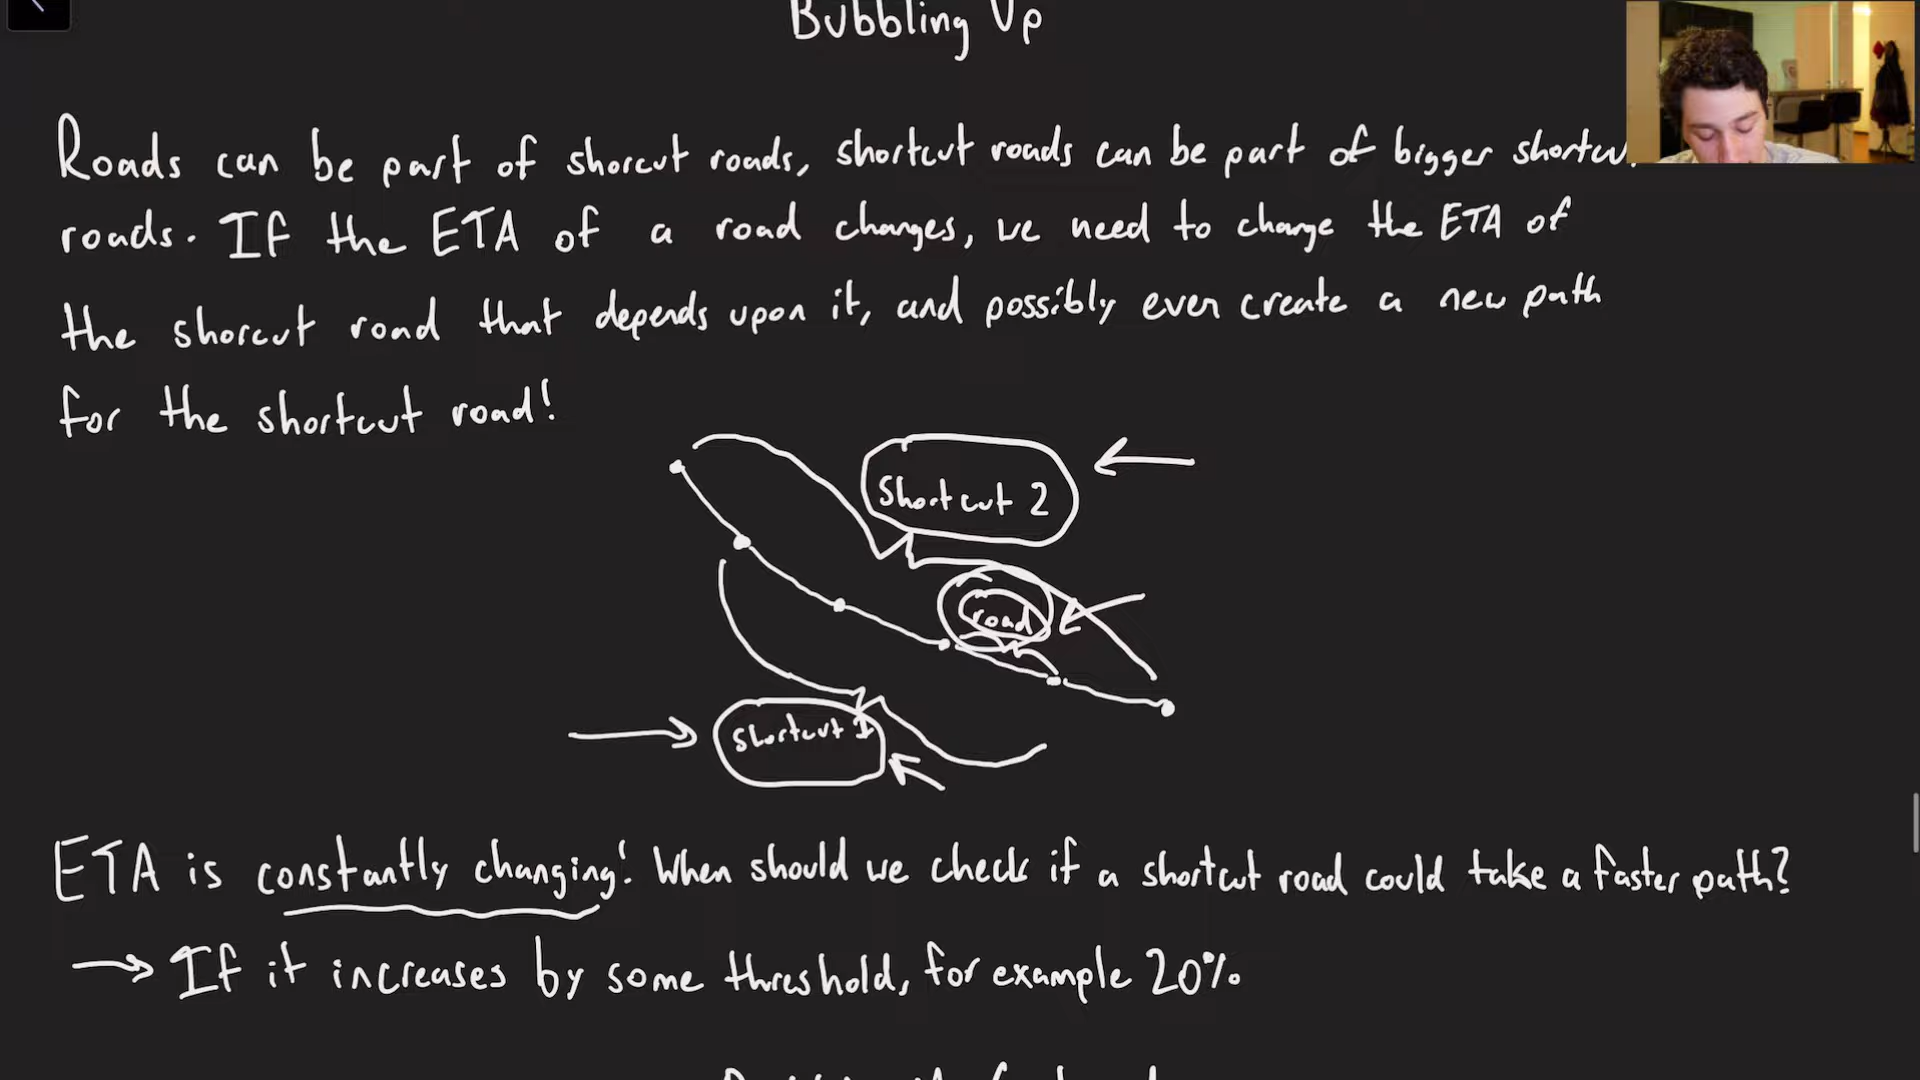 Bubbling Up
Roads can be part of shorcut roads, shortcut roads can be part of bigger shortcut
roads. If the ETA of a road changes, we need to change the ETA of
the shorcut road that depends upon it, and possibly even create a new path
for the shortcut road!
Shortcut 2
road
Shortcut 1
ETA is constantly changing! When should we check if a shortcut road could take a faster path?
→ If it increases by some threshold, for example 20%